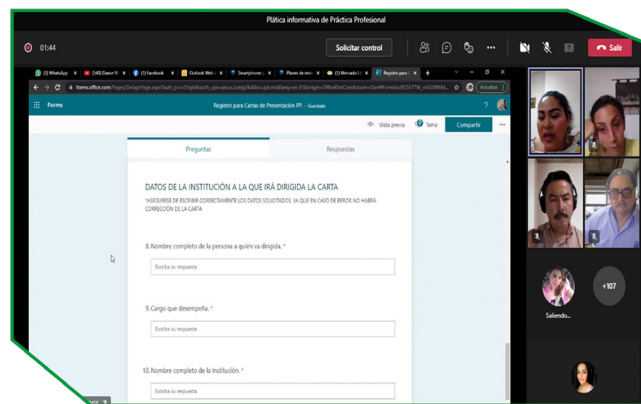 Plática informativa de Práctica Profesional
01:44
Solicitar control
Salir
(3) WhatsApp
(1) Facebook
Forms
Registro para Cartas de Presentación PP. - Guardado
?
Vista previa
Tema
Compartir
Preguntas
Respuestas
DATOS DE LA INSTITUCIÓN A LA QUE IRÁ DIRIGIDA LA CARTA
*ASEGURESE DE ESCRIBIR CORRECTAMENTE LOS DATOS SOLICITADOS. YA QUE EN CASO DE ERROR NO HABRÁ
CORRECCIÓN DE LA CARTA
8. Nombre completo de la persona a quién va dirigida. *
Escriba su respuesta
9. Cargo que desempeña. *
Escriba su respuesta
10. Nombre completo de la Institución. *
Escriba su respuesta
+107
Saliendo...